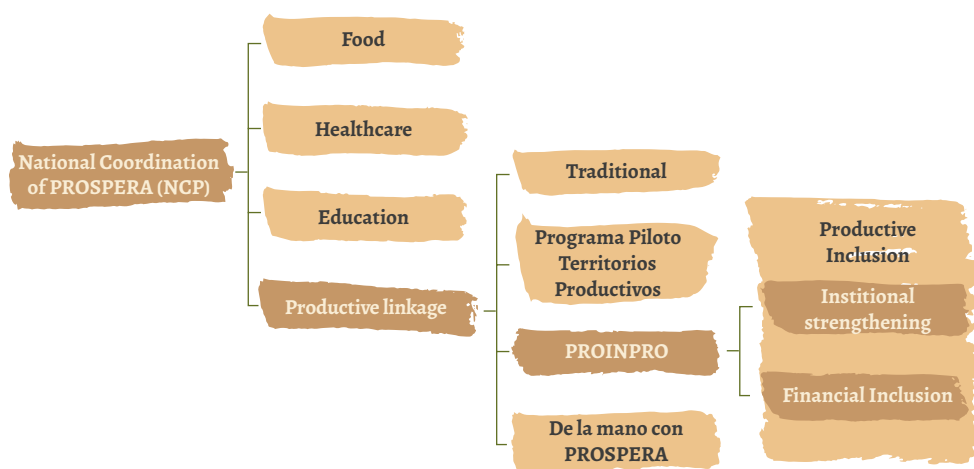 National Coordination
of PROSPERA (NCP)
Food
Healthcare
Education
Productive linkage
Traditional
Programa Piloto
Territorios
Productivos
PROINPRO
De la mano con
PROSPERA
Productive
Inclusion
Institional
strengthening
Financial Inclusion